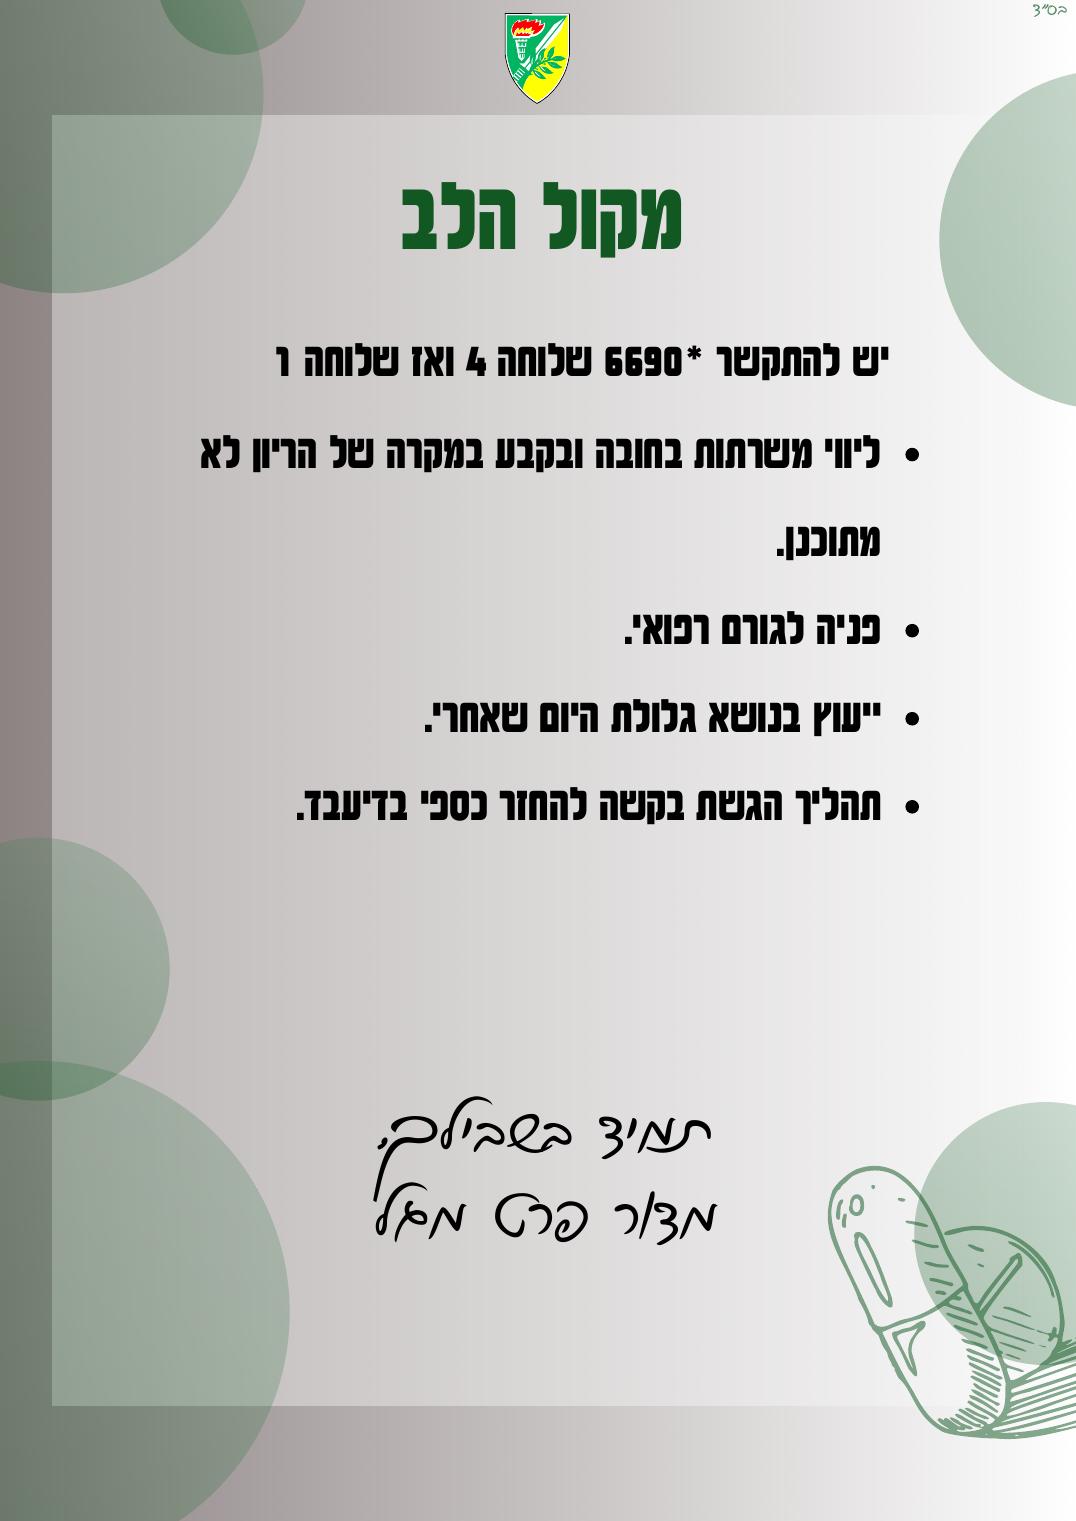 בס"ד
מקול הלב
יש להתקשר *6690 שלוחה 4 ואז שלוחה 1
ליווי משרתות בחובה ובקבע במקרה של הריון לא
מתוכנן.
פניה לגורם רפואי.
ייעוץ בנושא גלולת היום שאחרי.
תהליך הגשת בקשה להחזר כספי בדיעבד.
תמיד בשבילך,
מדור פרט מגל